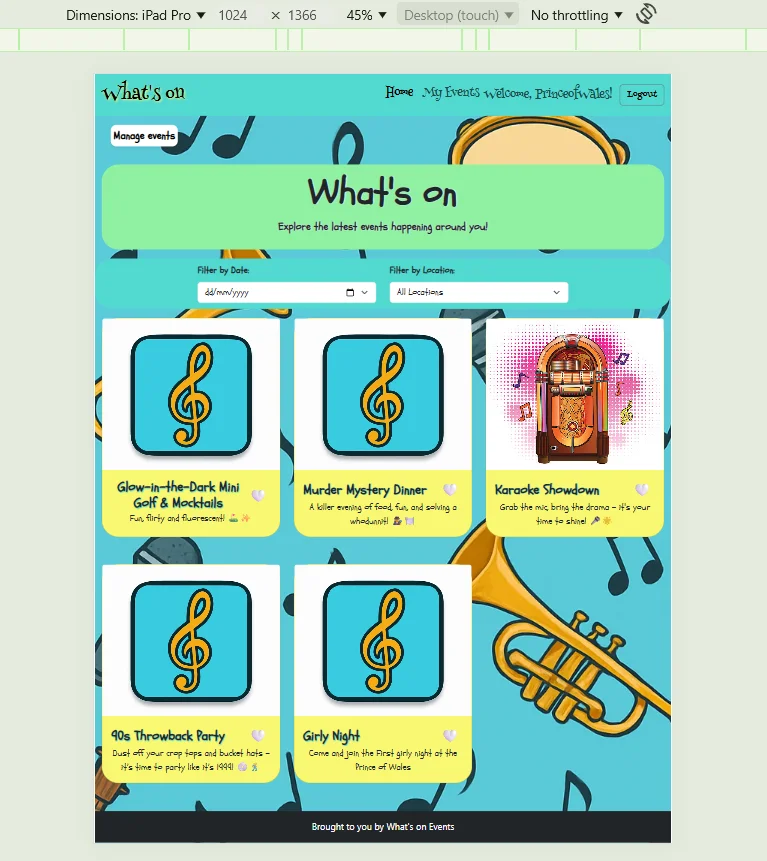 Dimensions: iPad Pro ▼ 1024 × 1366 45% ▼ Desktop (touch) ▼ No throttling ▼
What's on Home My Events Welcome, PrinceofWales! Logout
Manage events
What's on
Explore the latest events happening around you!
Filter by Date: Filter by Location:
dd/mm/yyyy All Locations
Glow-in-the-Dark Mini
Golf & Mocktails
Fun, flirty and fluorescent!
Murder Mystery Dinner
A killer evening of food, fun, and solving a
whodunnit!
Karaoke Showdown
Grab the mic, bring the drama – it's your
time to shine!
90s Throwback Party
Dust off your crop tops and bucket hats –
it's time to party like it's 1999!
Girly Night
Come and join the First girly night at the
Prince of Wales
Brought to you by What's on Events